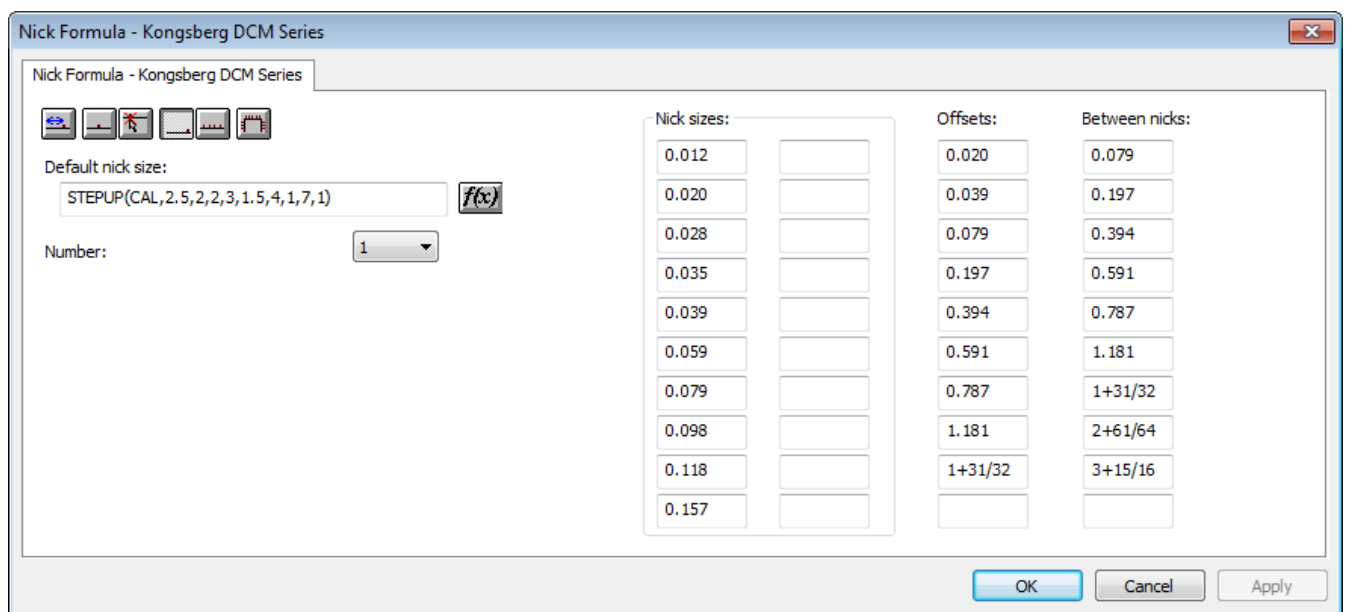 Nick Formula - Kongsberg DCM Series
Nick Formula - Kongsberg DCM Series
Default nick size:
STEPUP(CAL,2.5,2,2,3,1.5,4,1,7,1)
f(x)
Number:
1
Nick sizes: Offsets: Between nicks:
0.012 0.020 0.079
0.020 0.039 0.197
0.028 0.079 0.394
0.035 0.197 0.591
0.039 0.394 0.787
0.059 0.591 1.181
0.079 0.787 1+31/32
0.098 1.181 2+61/64
0.118 1+31/32 3+15/16
0.157
OK Cancel Apply